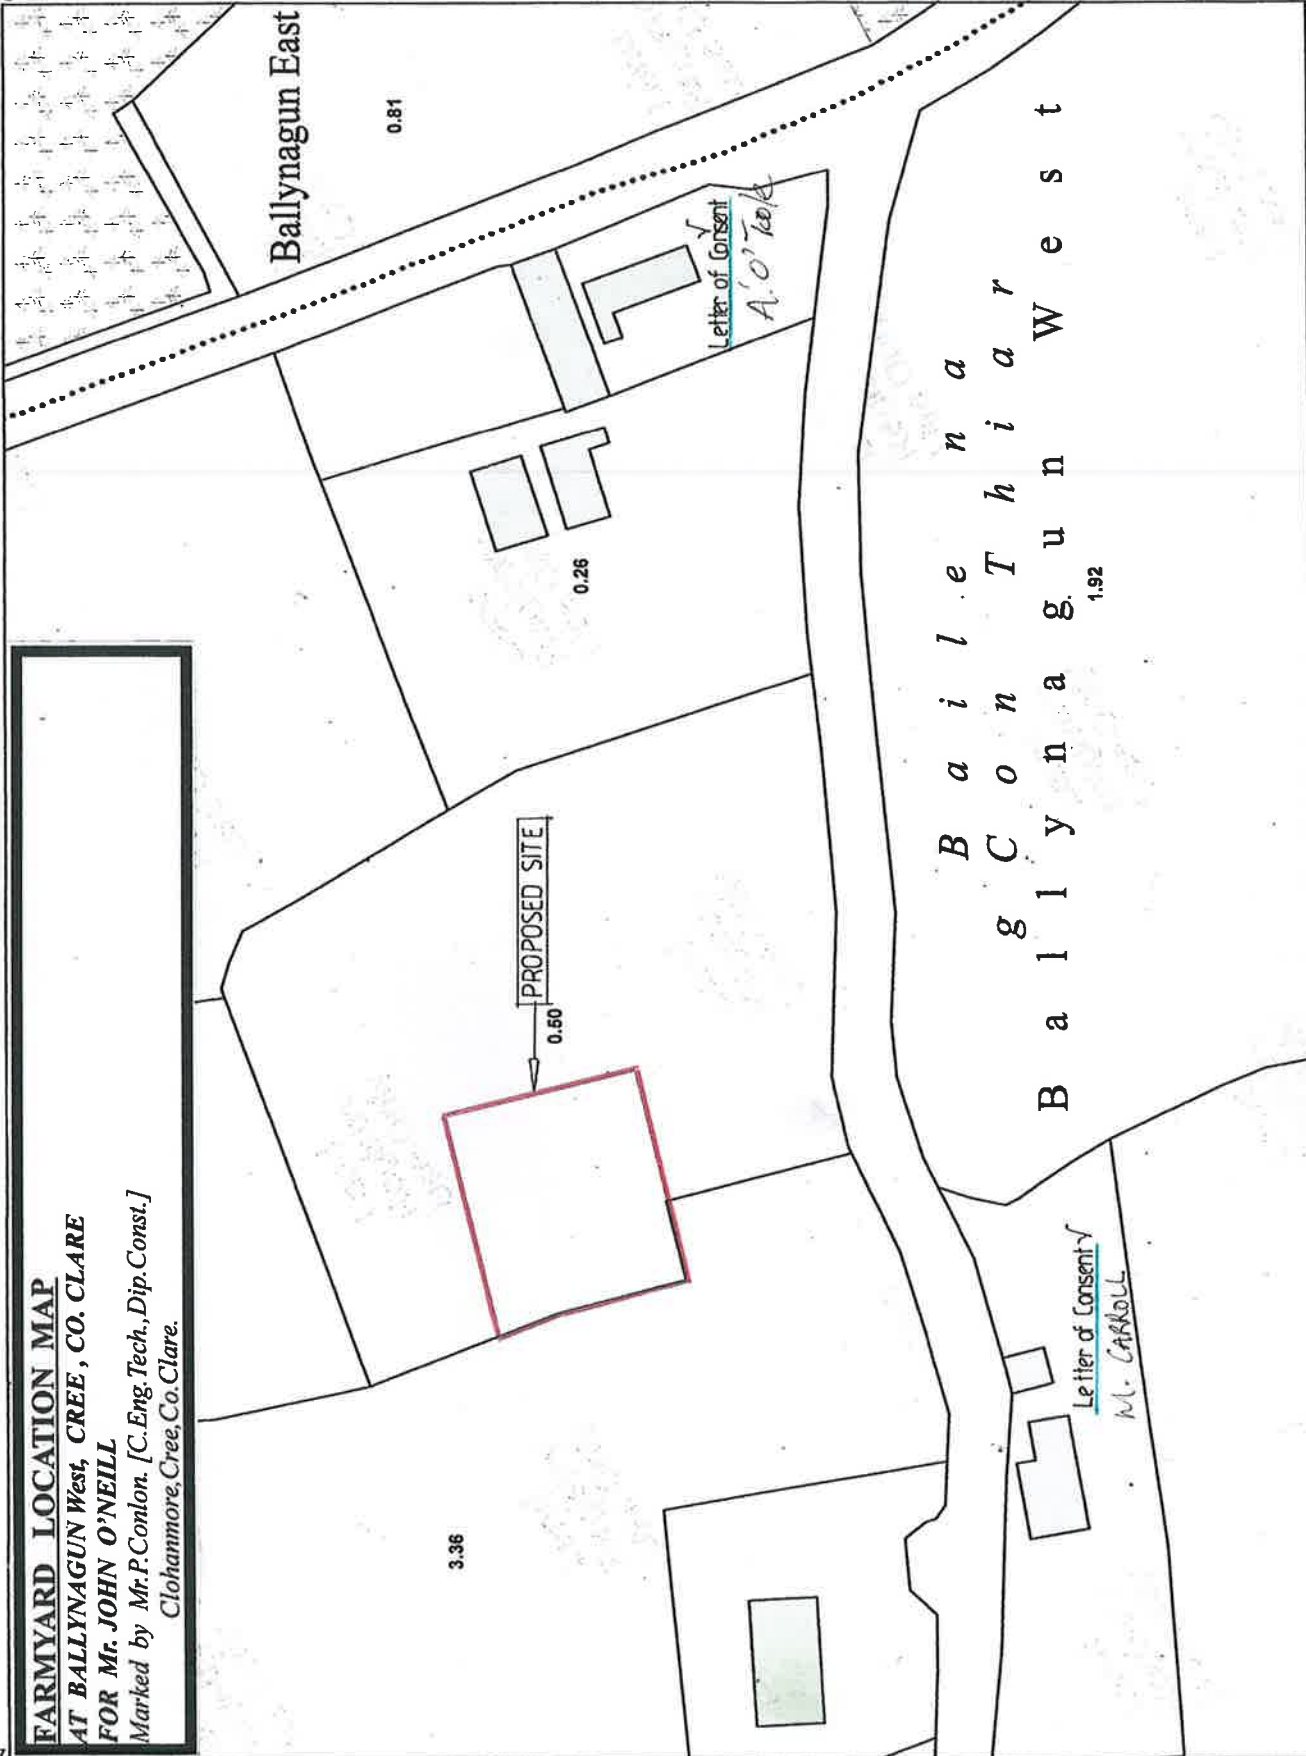 FARMYARD LOCATION MAP
AT BALLYNAGUN West, CREE, CO. CLARE
FOR Mr. JOHN O'NEILL
Marked by Mr.P.Conlon. [C.Eng.Tech.,Dip.Const.]
Clohanmore,Cree,Co.Clare.
Ballynagun East
0.81
3.36
PROPOSED SITE
0.50
0.26
Letter of Consent √
A. O'Toole
Baile na
gCon Thiar
Ballynagun West
1.92
Letter of Consent √
M. CARROLL